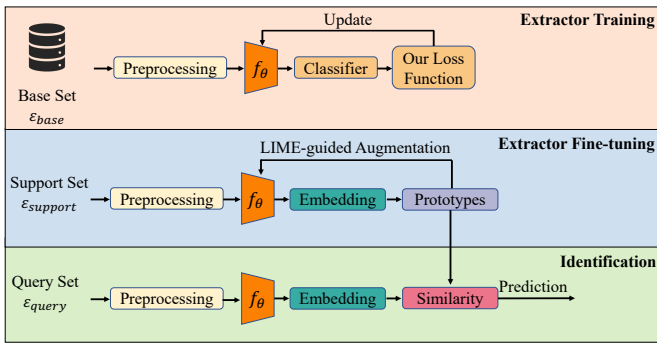 Update
Extractor Training
Preprocessing
f_θ
Classifier
Our Loss
Function
Base Set
ε_base
LIME-guided Augmentation
Extractor Fine-tuning
Support Set
ε_support
Preprocessing
f_θ
Embedding
Prototypes
Identification
Query Set
ε_query
Preprocessing
f_θ
Embedding
Similarity
Prediction